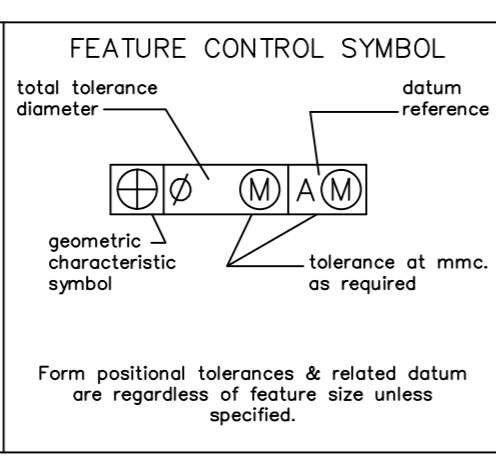 FEATURE CONTROL SYMBOL
total tolerance
diameter
datum
reference
⌖ Ø Ⓜ A Ⓜ
geometric
characteristic
symbol
tolerance at mmc.
as required
Form positional tolerances & related datum
are regardless of feature size unless
specified.